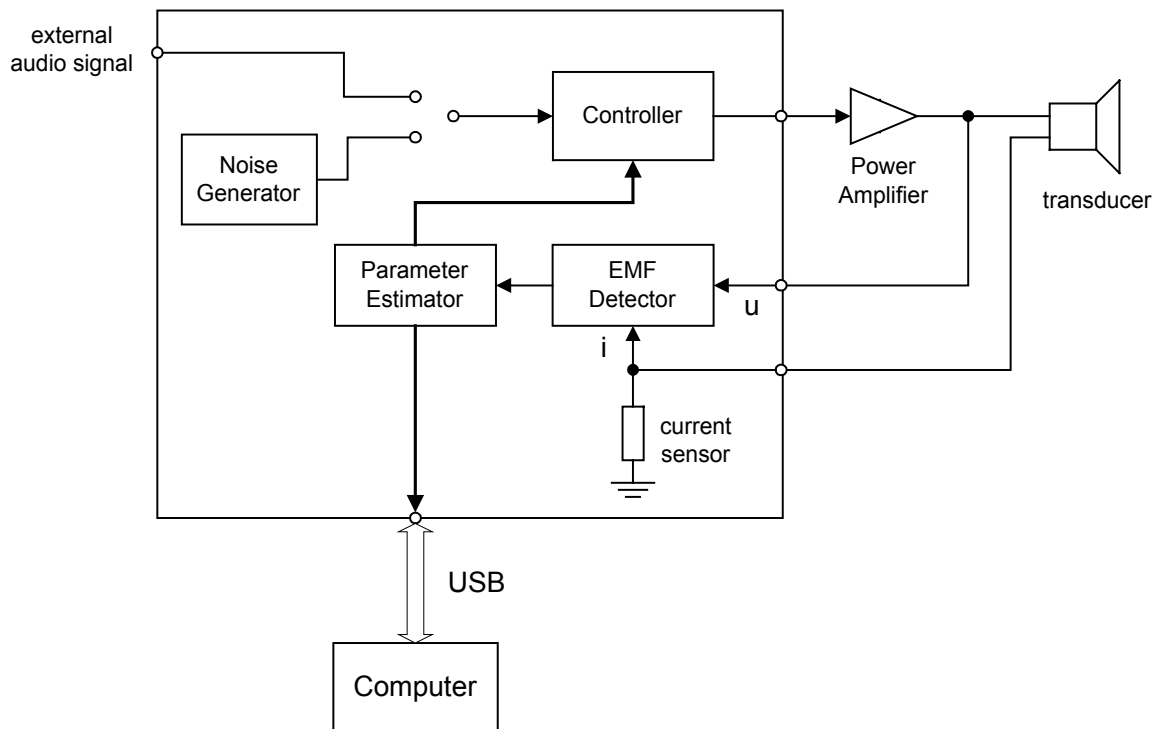 external
audio signal
Controller
Noise
Generator
Power
Amplifier
transducer
Parameter
Estimator
EMF
Detector
u
i
current
sensor
USB
Computer